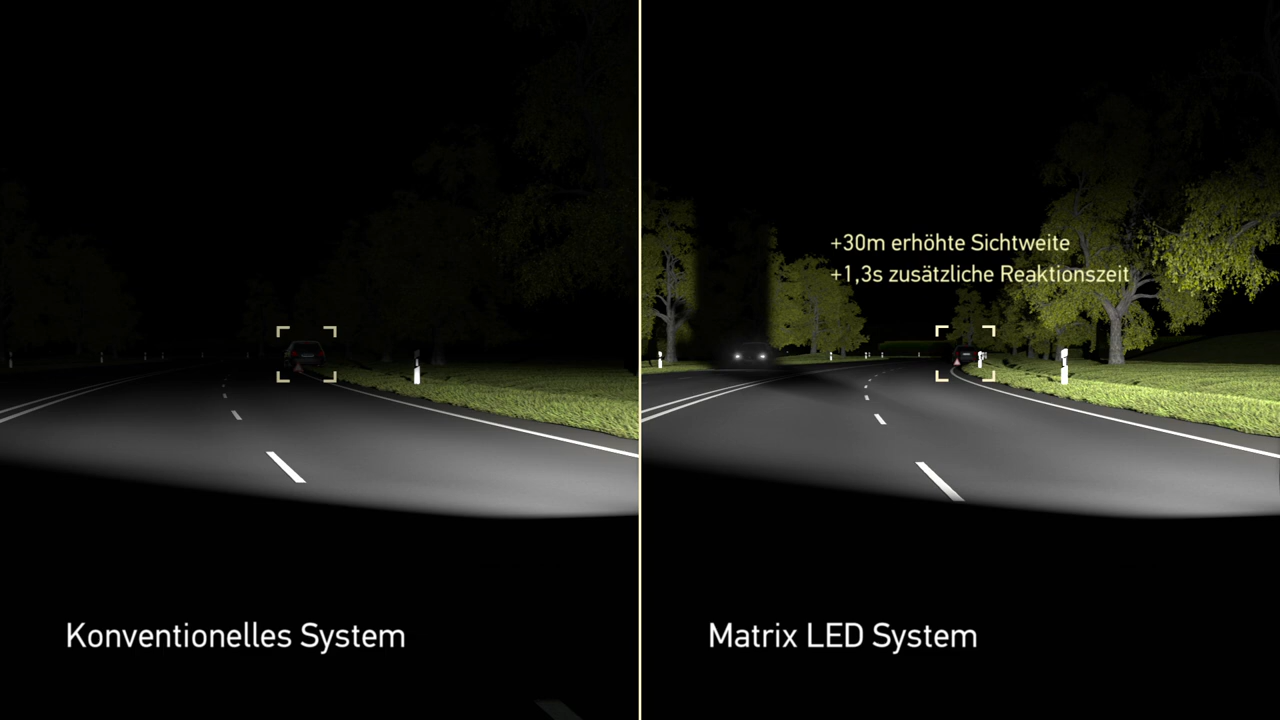 +30m erhöhte Sichtweite
+1,3s zusätzliche Reaktionszeit
Konventionelles System
Matrix LED System